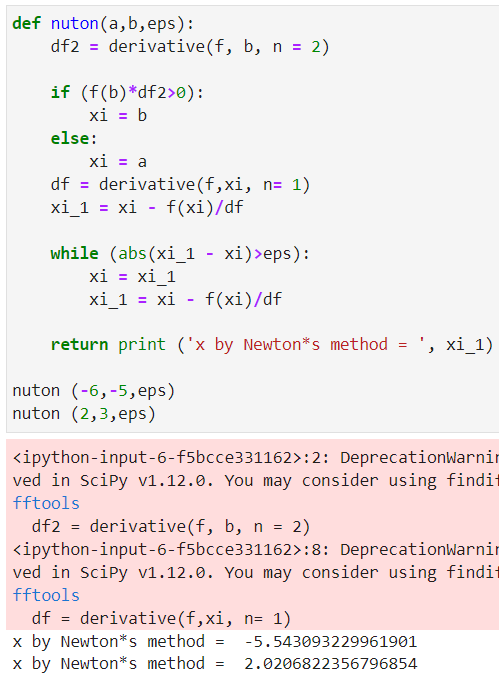 def nuton(a,b,eps):
    df2 = derivative(f, b, n = 2)
    if (f(b)*df2>0):
        xi = b
    else:
        xi = a
    df = derivative(f,xi, n= 1)
    xi_1 = xi - f(xi)/df
    while (abs(xi_1 - xi)>eps):
        xi = xi_1
        xi_1 = xi - f(xi)/df
    return print ('x by Newton*s method = ', xi_1)
nuton (-6,-5,eps)
nuton (2,3,eps)
<ipython-input-6-f5bcce331162>:2: DeprecationWarnin
ved in SciPy v1.12.0. You may consider using findif
fftools
  df2 = derivative(f, b, n = 2)
<ipython-input-6-f5bcce331162>:8: DeprecationWarnin
ved in SciPy v1.12.0. You may consider using findif
fftools
  df = derivative(f,xi, n= 1)
x by Newton*s method =  -5.543093229961901
x by Newton*s method =  2.0206822356796854